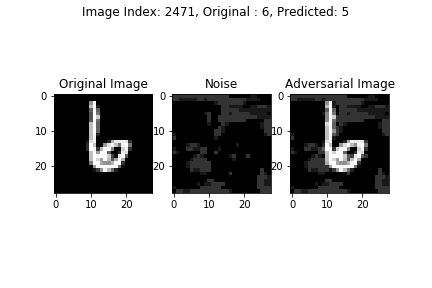 Image Index: 2471, Original : 6, Predicted: 5
Original Image Noise Adversarial Image
0 0 0
10 10 10
20 20 20
0 10 20 0 10 20 0 10 20